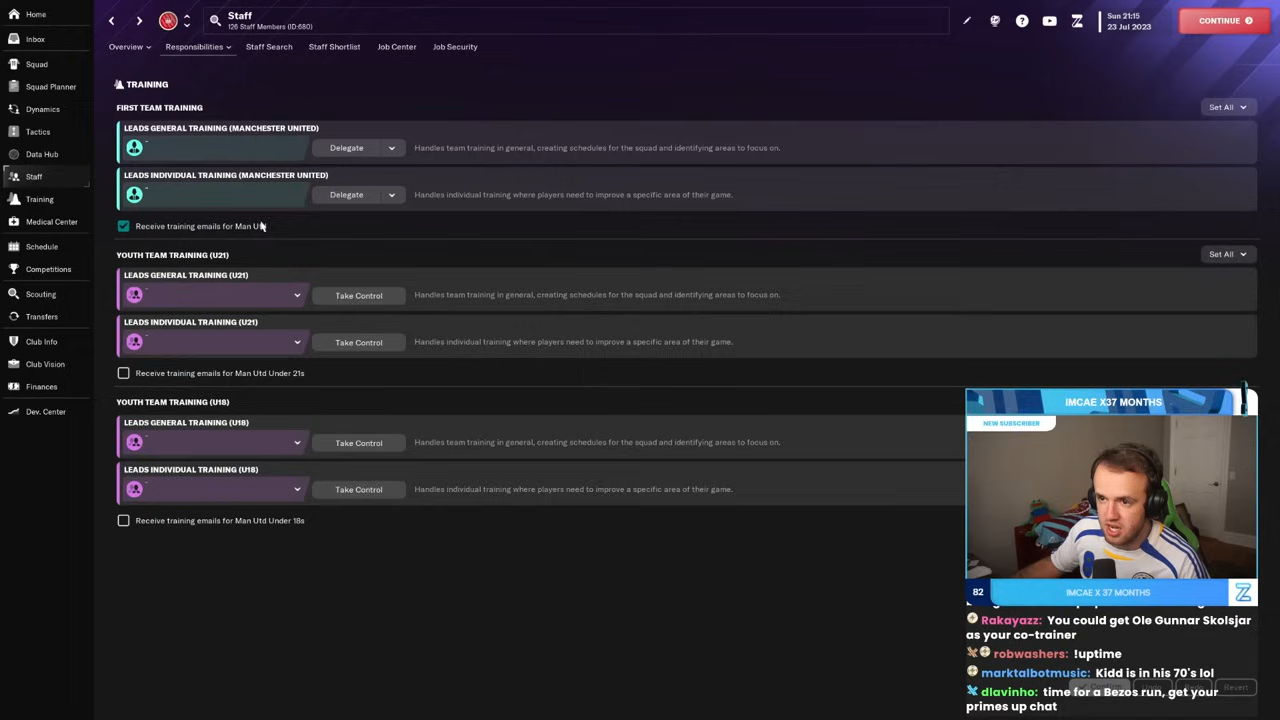 Home
Inbox
Squad
Squad Planner
Dynamics
Tactics
Data Hub
Staff
Training
Medical Center
Schedule
Competitions
Scouting
Transfers
Club Info
Club Vision
Finances
Dev. Center
Staff
126 Staff Members (ID:680)
Sun 21:15
23 Jul 2023
CONTINUE
Overview
Responsibilities
Staff Search
Staff Shortlist
Job Center
Job Security
TRAINING
FIRST TEAM TRAINING
Set All
LEADS GENERAL TRAINING (MANCHESTER UNITED)
- Delegate Handles team training in general, creating schedules for the squad and identifying areas to focus on.
LEADS INDIVIDUAL TRAINING (MANCHESTER UNITED)
- Delegate Handles individual training where players need to improve a specific area of their game.
Receive training emails for Man Utd
YOUTH TEAM TRAINING (U21)
Set All
LEADS GENERAL TRAINING (U21)
- Take Control Handles team training in general, creating schedules for the squad and identifying areas to focus on.
LEADS INDIVIDUAL TRAINING (U21)
- Take Control Handles individual training where players need to improve a specific area of their game.
Receive training emails for Man Utd Under 21s
YOUTH TEAM TRAINING (U18)
LEADS GENERAL TRAINING (U18)
- Take Control Handles team training in general, creating schedules for the squad and identifying areas to focus on.
LEADS INDIVIDUAL TRAINING (U18)
- Take Control Handles individual training where players need to improve a specific area of their game.
Receive training emails for Man Utd Under 18s
IMCAE X37 MONTHS
NEW SUBSCRIBER
82
IMCAE X 37 MONTHS
Rakayazz: You could get Ole Gunnar Skolsjar
as your co-trainer
robwashers: !uptime
marktalbotmusic: Kidd is in his 70's lol
dlavinho: time for a Bezos run, get your
primes up chat
Revert